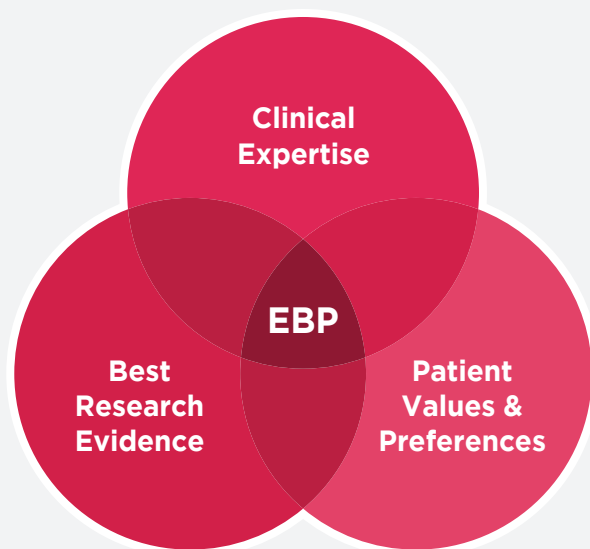 Clinical
Expertise
EBP
Best
Research
Evidence
Patient
Values &
Preferences